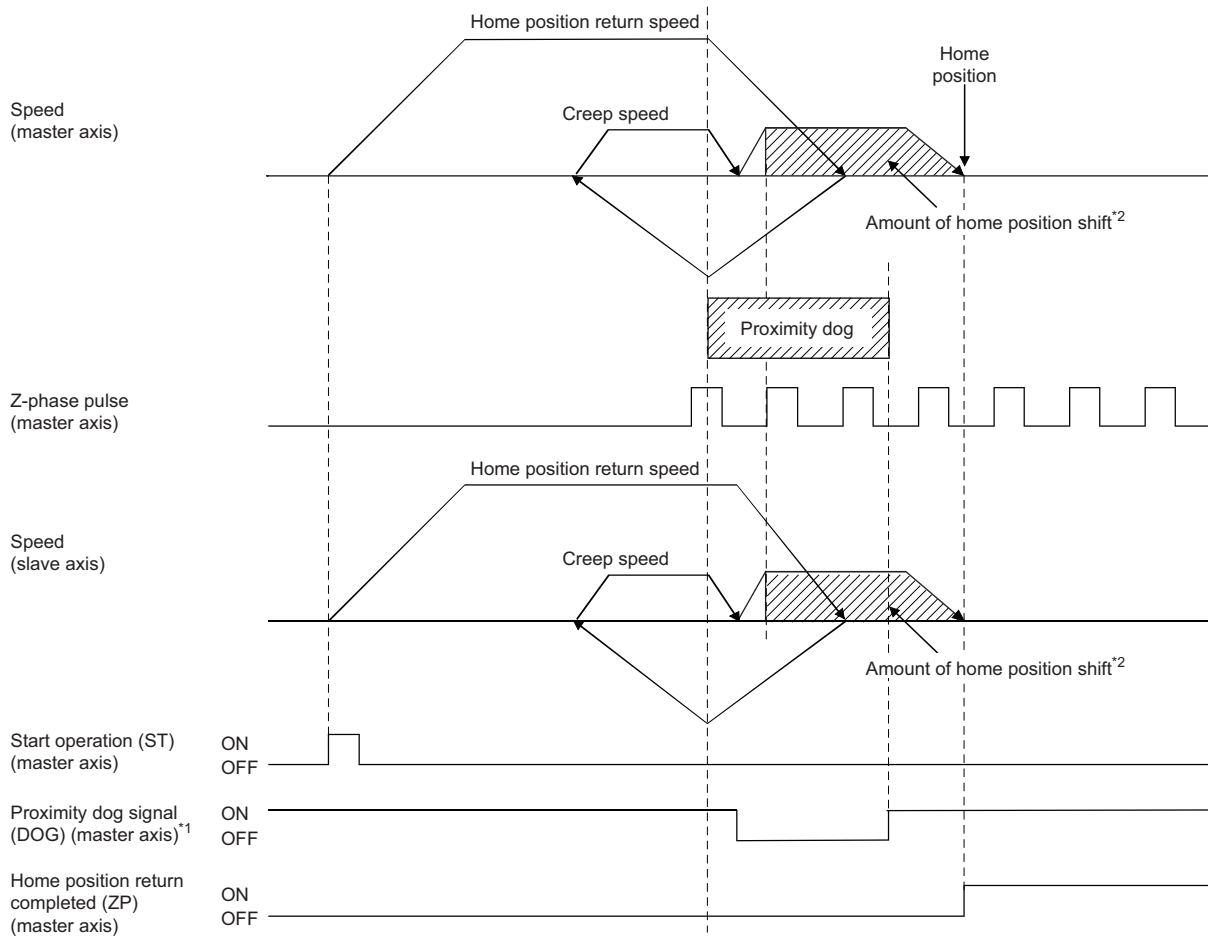 Home position return speed
Home
position
Speed
(master axis)
Creep speed
Amount of home position shift*2
Proximity dog
Z-phase pulse
(master axis)
Home position return speed
Speed
(slave axis)
Creep speed
Amount of home position shift*2
Start operation (ST)
(master axis)
ON
OFF
Proximity dog signal
(DOG) (master axis)*1
ON
OFF
Home position return
completed (ZP)
(master axis)
ON
OFF